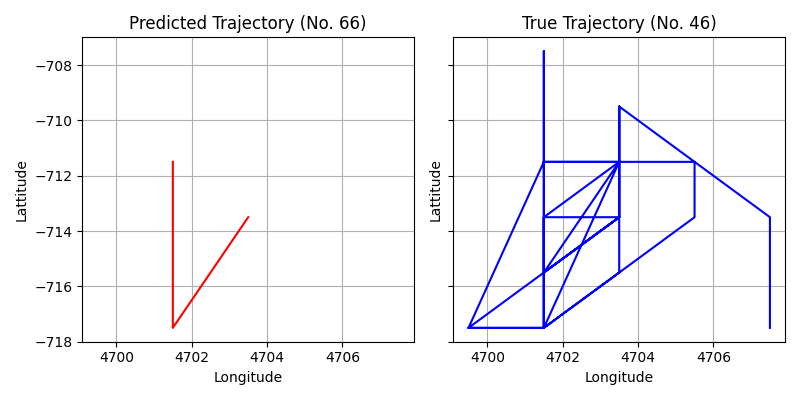 Predicted Trajectory (No. 66)
True Trajectory (No. 46)
−708
−710
−712
−714
−716
−718
Lattitude
4700 4702 4704 4706
Longitude
Lattitude
4700 4702 4704 4706
Longitude